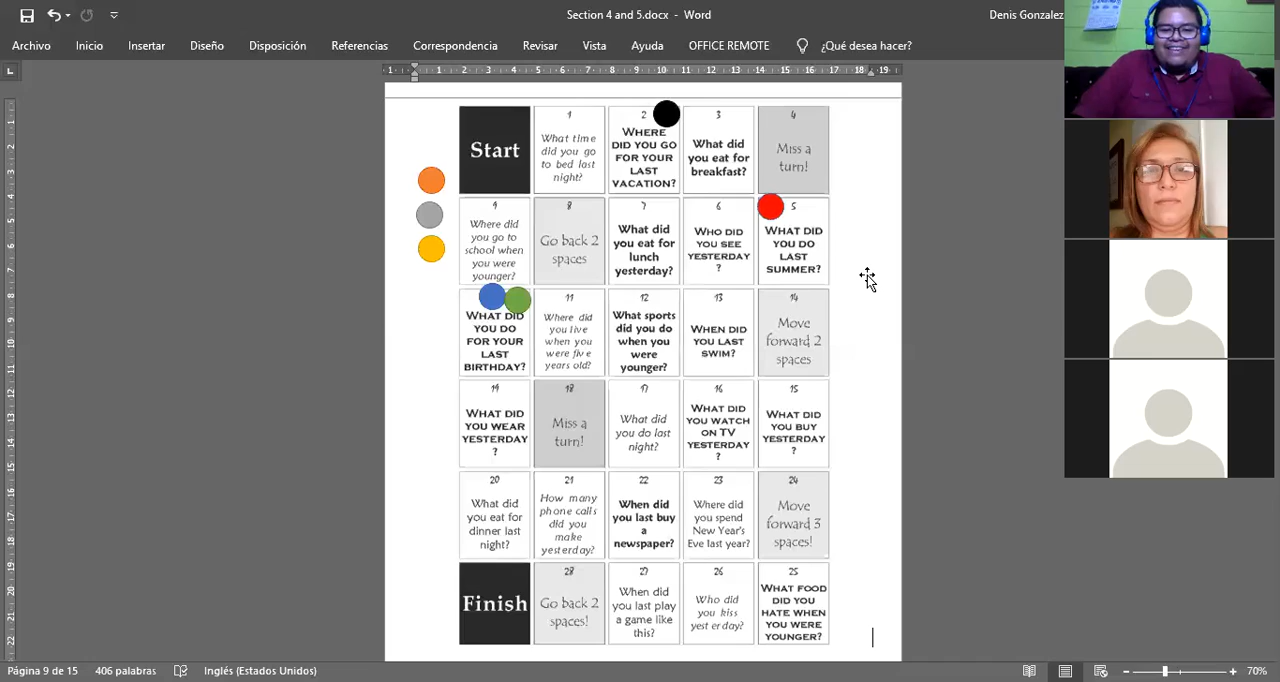 Section 4 and 5.docx - Word
Denis Gonzalez
Archivo Inicio Insertar Diseño Disposición Referencias Correspondencia Revisar Vista Ayuda OFFICE REMOTE ¿Qué desea hacer?
Start
1
What time
did you go
to bed last
night?
2
WHERE
DID YOU GO
FOR YOUR
LAST
VACATION?
3
What did
you eat for
breakfast?
4
Miss a
turn!
9
Where did
you go to
school when
you were
younger?
8
Go back 2
spaces
7
What did
you eat for
lunch
yesterday?
6
WHO DID
YOU SEE
YESTERDAY
?
5
WHAT DID
YOU DO
LAST
SUMMER?
WHAT DID
YOU DO
FOR YOUR
LAST
BIRTHDAY?
11
Where did
you live
when you
were five
years old?
12
What sports
did you do
when you
were
younger?
13
WHEN DID
YOU LAST
SWIM?
14
Move
forward 2
spaces
19
WHAT DID
YOU WEAR
YESTERDAY
?
18
Miss a
turn!
17
What did
you do last
night?
16
WHAT DID
YOU WATCH
ON TV
YESTERDAY
?
15
WHAT DID
YOU BUY
YESTERDAY
?
20
What did
you eat for
dinner last
night?
21
How many
phone calls
did you
make
yesterday?
22
When did
you last buy
a
newspaper?
23
Where did
you spend
New Year's
Eve last year?
24
Move
forward 3
spaces!
Finish
28
Go back 2
spaces!
27
When did
you last play
a game like
this?
26
Who did
you kiss
yesterday?
25
WHAT FOOD
DID YOU
HATE WHEN
YOU WERE
YOUNGER?
Página 9 de 15 406 palabras Inglés (Estados Unidos) 70%